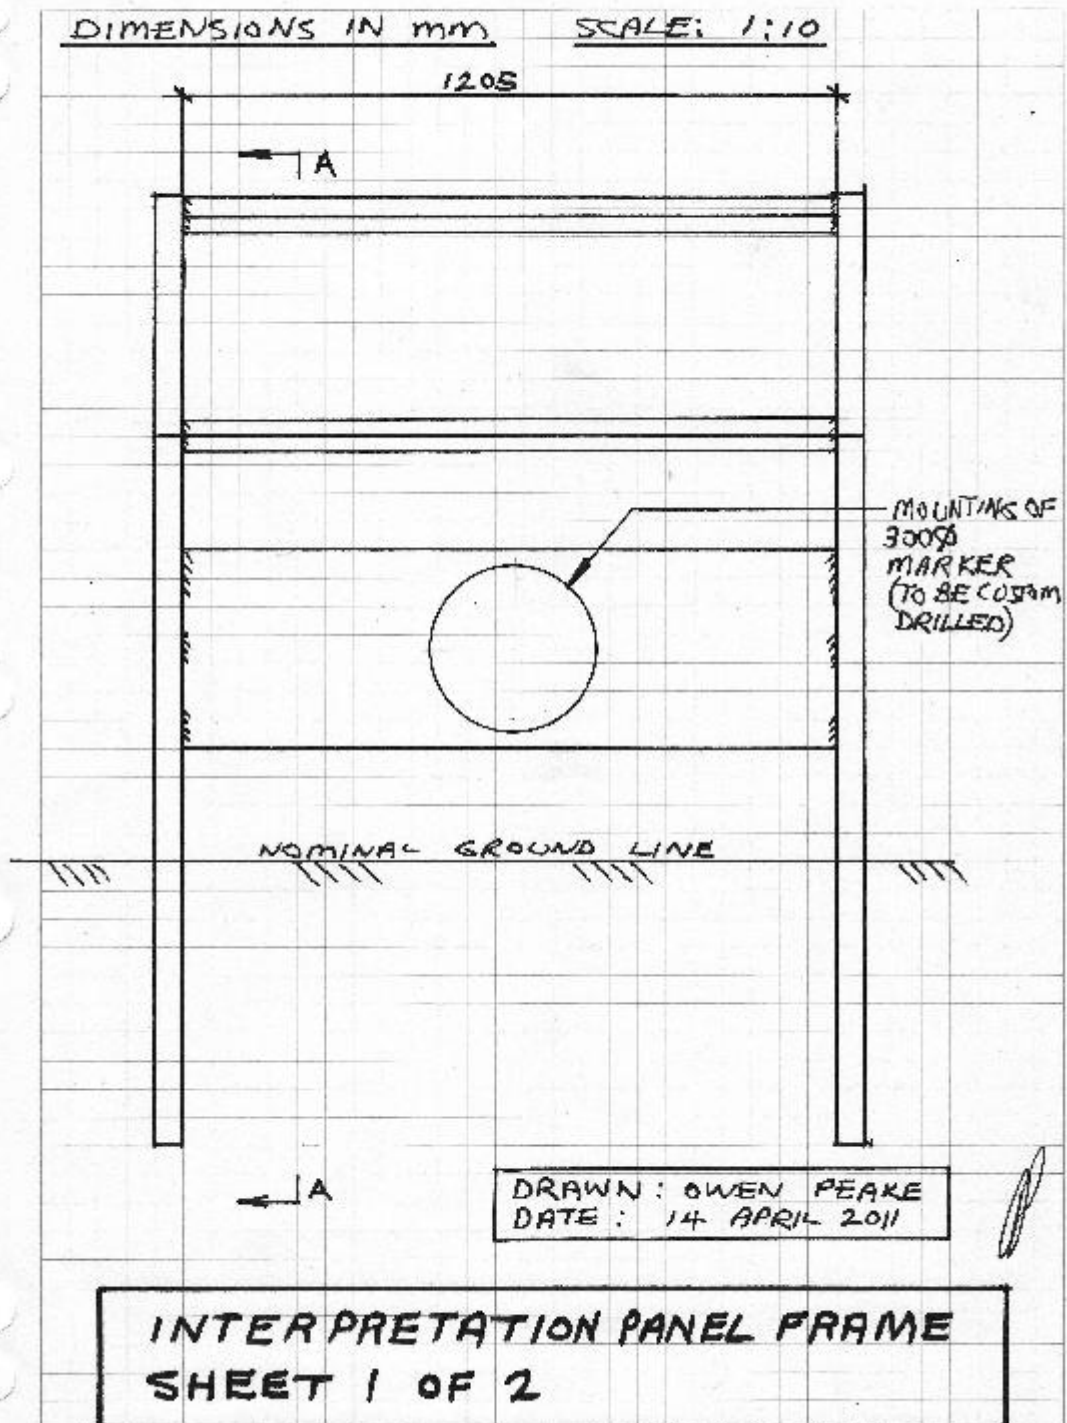 DIMENSIONS IN mm SCALE: 1:10
1205
A
MOUNTING OF
300Ø
MARKER
(TO BE CUSTOM
DRILLED)
NOMINAL GROUND LINE
A
DRAWN: OWEN PEAKE
DATE: 14 APRIL 2011
INTERPRETATION PANEL FRAME
SHEET 1 OF 2